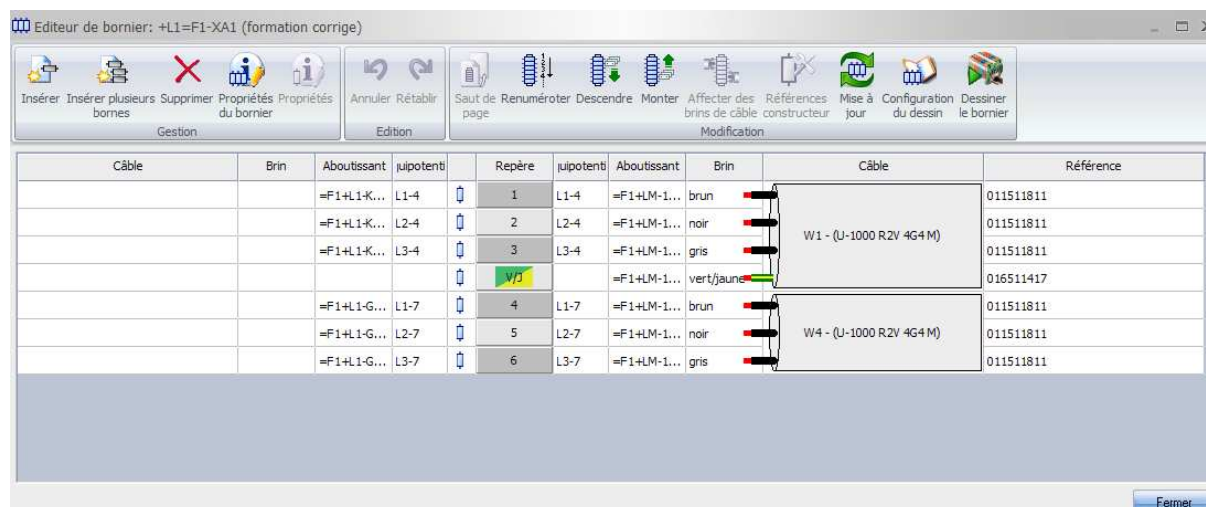 Editeur de bornier: +L1=F1-XA1 (formation corrige)
Insérer Insérer plusieurs bornes Supprimer Propriétés du bornier Propriétés Annuler Rétablir Saut de page Renuméroter Descendre Monter Affecter des brins de câble Références constructeur Mise à jour Configuration du dessin Dessiner le bornier
Gestion Edition Modification
Câble Brin Aboutissant uipotenti Repère uipotenti Aboutissant Brin Câble Référence
=F1+L1-K... L1-4 1 L1-4 =F1+LM-1... brun 011511811
=F1+L1-K... L2-4 2 L2-4 =F1+LM-1... noir 011511811
W1 - (U-1000 R2V 4G4 M)
=F1+L1-K... L3-4 3 L3-4 =F1+LM-1... gris 011511811
V/J =F1+LM-1... vert/jaune 016511417
=F1+L1-G... L1-7 4 L1-7 =F1+LM-1... brun 011511811
=F1+L1-G... L2-7 5 L2-7 =F1+LM-1... noir W4 - (U-1000 R2V 4G4 M) 011511811
=F1+L1-G... L3-7 6 L3-7 =F1+LM-1... gris 011511811
Fermer